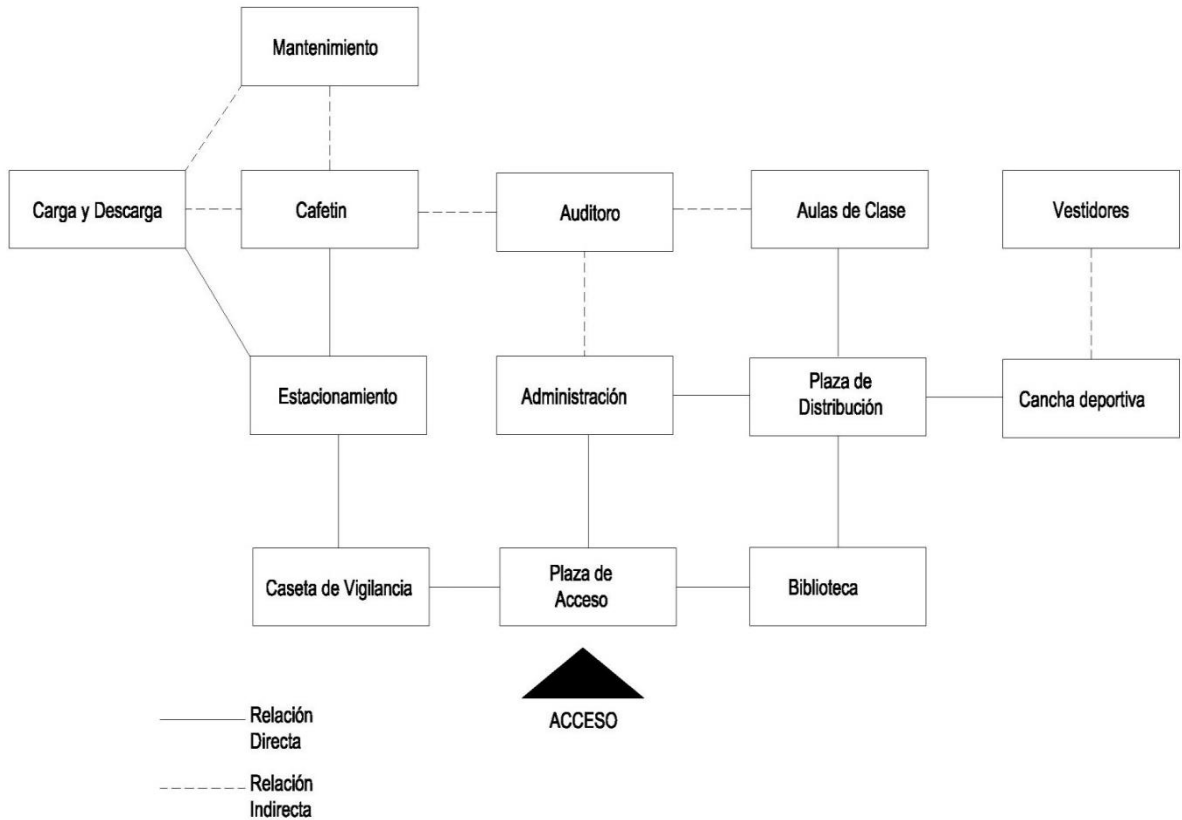 Mantenimiento
Carga y Descarga
Cafetin
Auditoro
Aulas de Clase
Vestidores
Estacionamiento
Administración
Plaza de
Distribución
Cancha deportiva
Caseta de Vigilancia
Plaza de
Acceso
Biblioteca
ACCESO
Relación
Directa
Relación
Indirecta